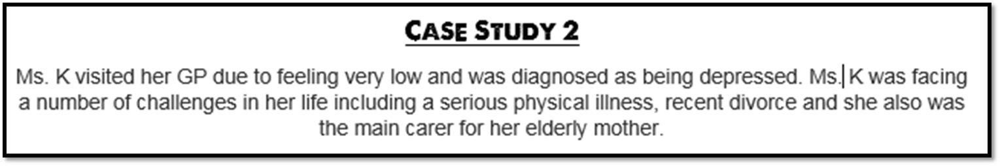 CASE STUDY 2
Ms. K visited her GP due to feeling very low and was diagnosed as being depressed. Ms. K was facing
a number of challenges in her life including a serious physical illness, recent divorce and she also was
the main carer for her elderly mother.